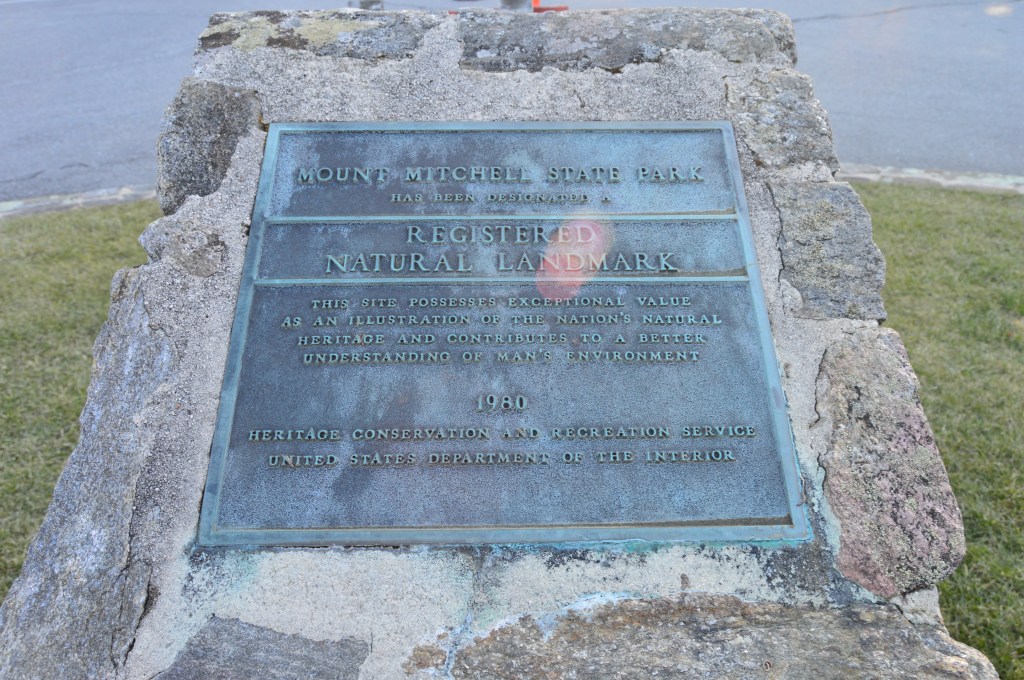 MOUNT MITCHELL STATE PARK
HAS BEEN DESIGNATED A
REGISTERED
NATURAL LANDMARK
THIS SITE POSSESSES EXCEPTIONAL VALUE
AS AN ILLUSTRATION OF THE NATION'S NATURAL
HERITAGE AND CONTRIBUTES TO A BETTER
UNDERSTANDING OF MAN'S ENVIRONMENT
1980
HERITAGE CONSERVATION AND RECREATION SERVICE
UNITED STATES DEPARTMENT OF THE INTERIOR